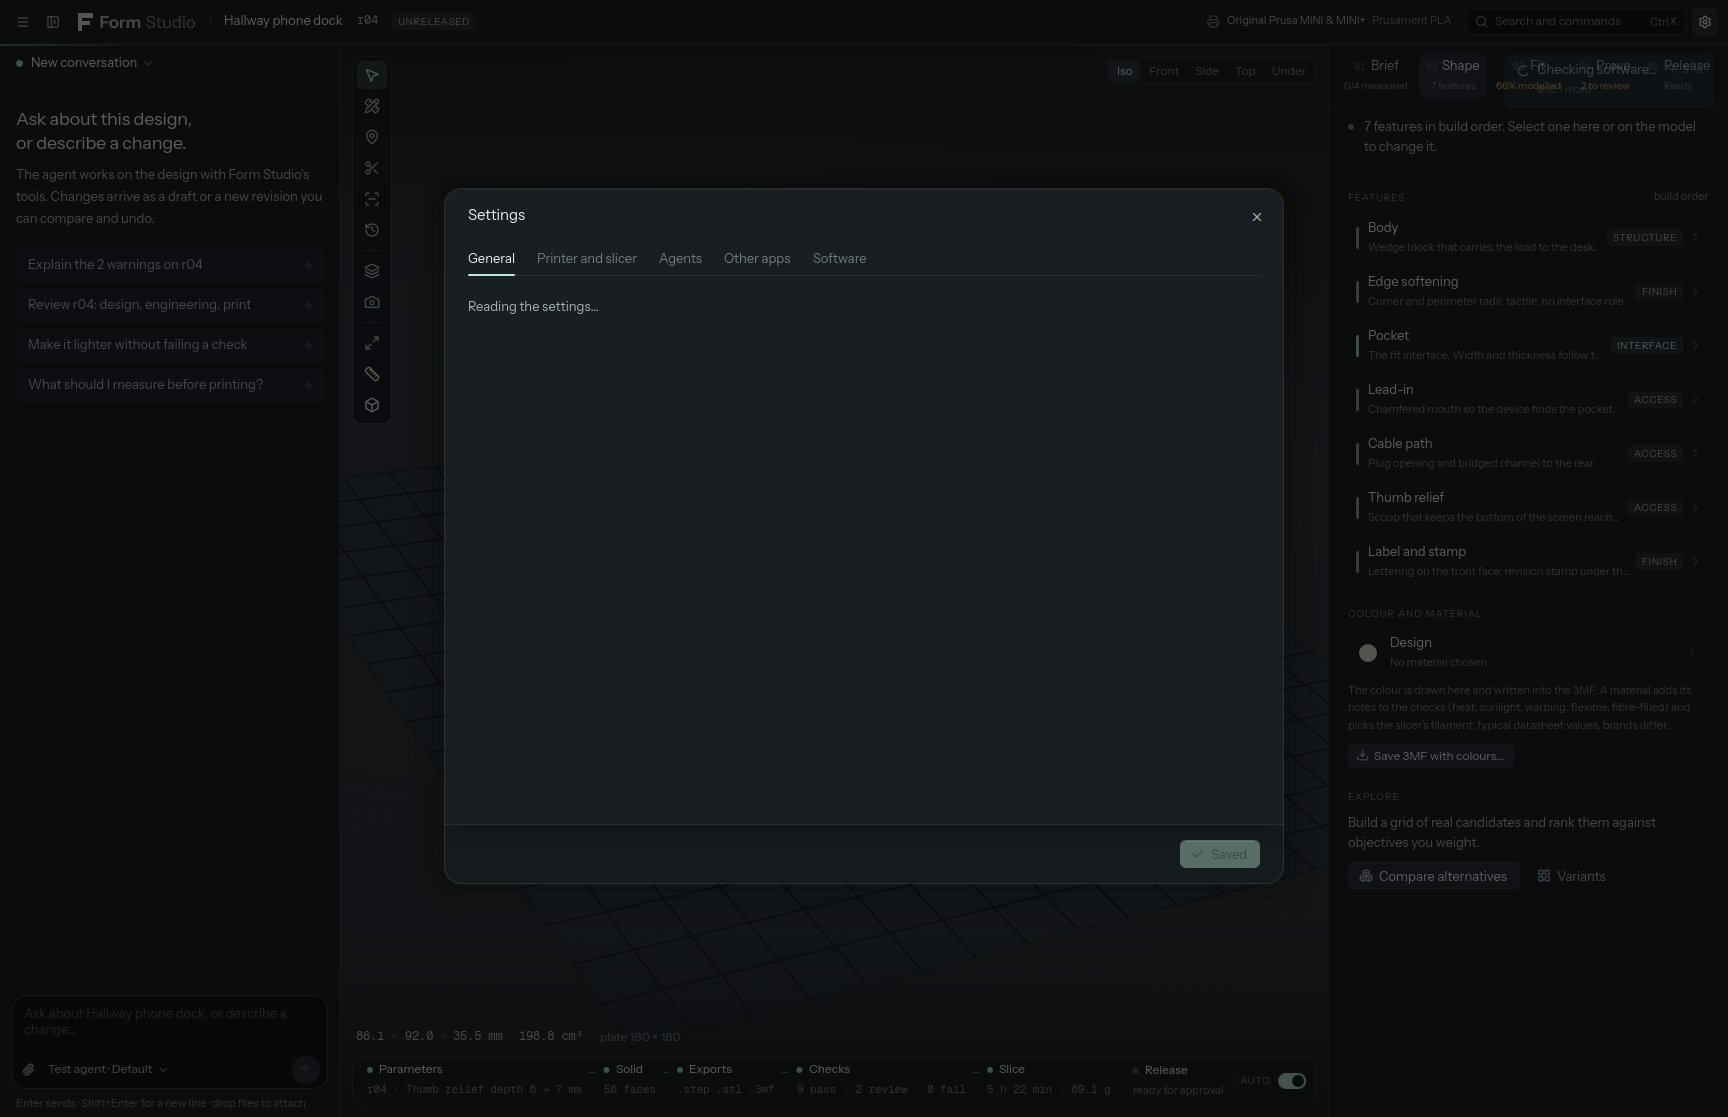 Form Studio / Hallway phone dock r04 UNRELEASED
Original Prusa MINI & MINI+ Prusament PLA
Search and commands Ctrl K
New conversation
Ask about this design,
or describe a change.
The agent works on the design with Form Studio's
tools. Changes arrive as a draft or a new revision you
can compare and undo.
Explain the 2 warnings on r04
Review r04: design, engineering, print
Make it lighter without failing a check
What should I measure before printing?
Ask about Hallway phone dock, or describe a
change...
Test agent · Default
Enter sends · Shift+Enter for a new line · drop files to attach
Iso Front Side Top Under
Settings
General Printer and slicer Agents Other apps Software
Reading the settings...
Saved
86.1 × 92.0 × 35.5 mm · 198.8 cm³ · plate 180 × 180
Parameters
r04 · Thumb relief depth 6 → 7 mm
Solid
56 faces
Exports
.step .stl .3mf
Checks
9 pass · 2 review · 0 fail
Slice
5 h 22 min · 69.1 g
Release
ready for approval
AUTO
01 Brief
0/4 measured
02 Shape
7 features
Fit
66% modelled
Prove
2 to review
Release
Ready
Checking software...
7 features in build order. Select one here or on the model
to change it.
FEATURES build order
Body
Wedge block that carries the load to the desk.
STRUCTURE
Edge softening
Corner and perimeter radii; tactile, no interface role.
FINISH
Pocket
The fit interface. Width and thickness follow t...
INTERFACE
Lead-in
Chamfered mouth so the device finds the pocket.
ACCESS
Cable path
Plug opening and bridged channel to the rear.
ACCESS
Thumb relief
Scoop that keeps the bottom of the screen reach...
ACCESS
Label and stamp
Lettering on the front face; revision stamp under th...
FINISH
COLOUR AND MATERIAL
Design
No material chosen
The colour is drawn here and written into the 3MF. A material adds its
notes to the checks (heat, sunlight, warping, flexible, fibre-filled) and
picks the slicer's filament; typical datasheet values, brands differ.
Save 3MF with colours...
EXPLORE
Build a grid of real candidates and rank them against
objectives you weight.
Compare alternatives Variants